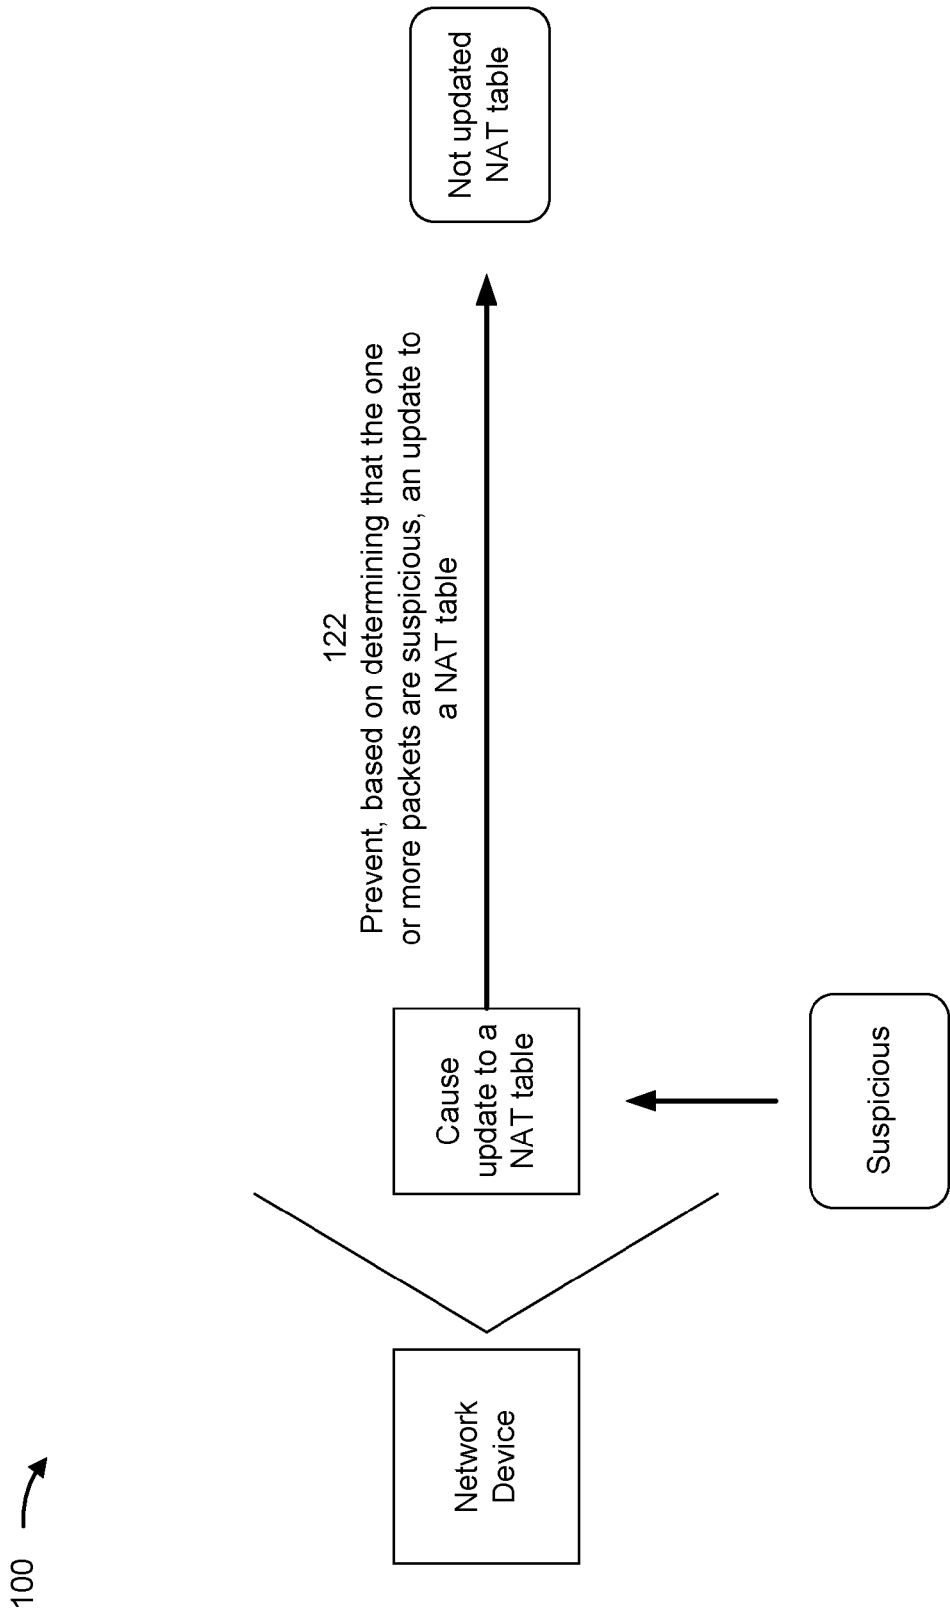 100
Network
Device
Cause
update to a
NAT table
Suspicious
122
Prevent, based on determining that the one
or more packets are suspicious, an update to
a NAT table
Not updated
NAT table